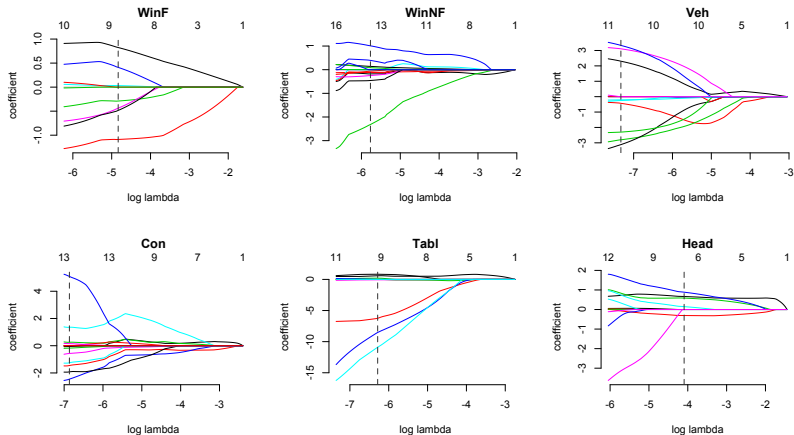 WinF
10 9 8 3 1
coefficient
-1.0 0.0 0.5 1.0
-6 -5 -4 -3 -2
log lambda
WinNF
16 13 11 8 1
coefficient
-3 -2 -1 0 1
-6 -5 -4 -3 -2
log lambda
Veh
11 10 10 5 1
coefficient
-3 -1 1 3
-7 -6 -5 -4 -3
log lambda
Con
13 13 9 7 1
coefficient
-2 0 2 4
-7 -6 -5 -4 -3
log lambda
Tabl
11 9 8 5 1
coefficient
-15 -10 -5 0
-7 -6 -5 -4 -3
log lambda
Head
12 9 6 5 1
coefficient
-3 -1 0 1 2
-6 -5 -4 -3 -2
log lambda